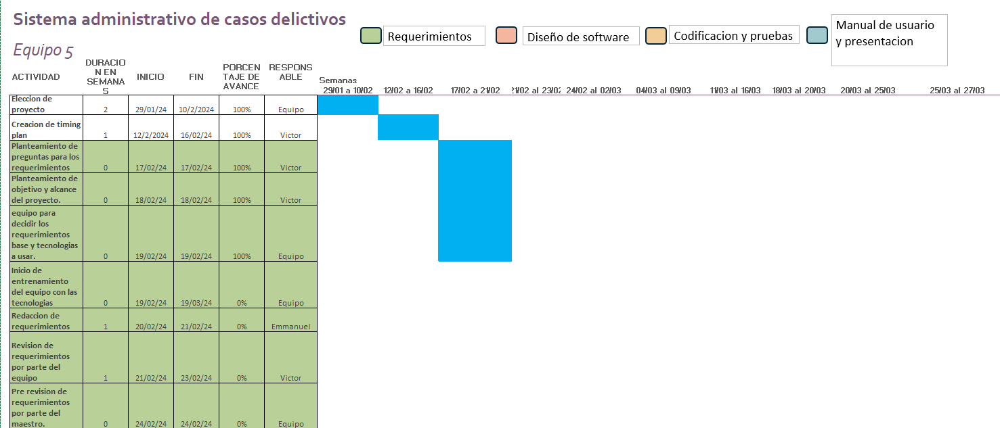 Sistema administrativo de casos delictivos
Equipo 5
Requerimientos
Diseño de software
Codificacion y pruebas
Manual de usuario
y presentacion
ACTIVIDAD
DURACIO
N EN
SEMANA
S
INICIO
FIN
PORCEN
TAJE DE
AVANCE
RESPONS
ABLE
Semanas
29/01 a 10/02 12/02 a 16/02 17/02 a 21/02 21/02 al 23/02 24/02 al 02/03 04/03 al 09/03 11/03 al 16/03 18/03 al 20/03 20/03 al 25/03 25/03 al 27/03
Eleccion de
proyecto 2 29/01/24 10/2/2024 100% Equipo
Creacion de timing
plan 1 12/2/2024 16/02/24 100% Victor
Planteamiento de
preguntas para los
requerimientos 0 17/02/24 17/02/24 100% Victor
Planteamiento de
objetivo y alcance
del proyecto. 0 18/02/24 18/02/24 100% Victor
equipo para
decidir los
requerimientos
base y tecnologias
a usar. 0 19/02/24 19/02/24 100% Equipo
Inicio de
entrenamiento
del equipo con las
tecnologias 0 19/02/24 19/03/24 0% Equipo
Redaccion de
requerimientos 1 20/02/24 21/02/24 0% Emmanuel
Revision de
requerimientos
por parte del
equipo 1 21/02/24 23/02/24 0% Victor
Pre revision de
requerimientos
por parte del
maestro. 0 24/02/24 24/02/24 0% Equipo